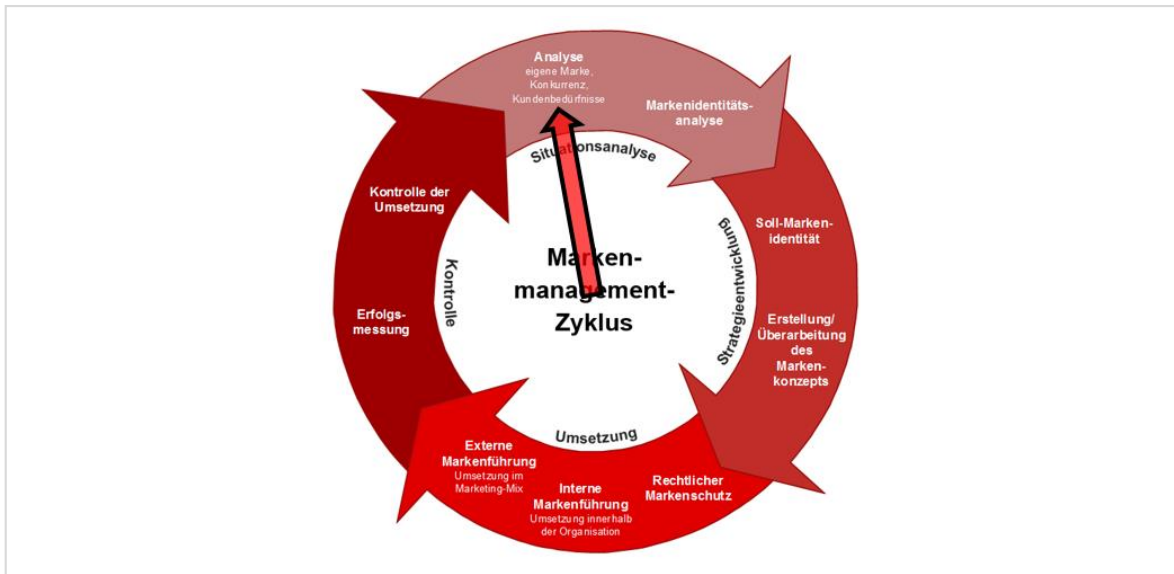 Analyse
eigene Marke,
Konkurrenz,
Kundenbedürfnisse
Markenidentitäts-
analyse
Situationsanalyse
Soll-Marken-
identität
Erstellung/
Überarbeitung
des
Marken-
konzepts
Strategieentwicklung
Rechtlicher
Markenschutz
Interne
Markenführung
Umsetzung innerhalb
der Organisation
Externe
Markenführung
Umsetzung im
Marketing-Mix
Umsetzung
Erfolgs-
messung
Kontrolle der
Umsetzung
Kontrolle
Marken-
management-
Zyklus